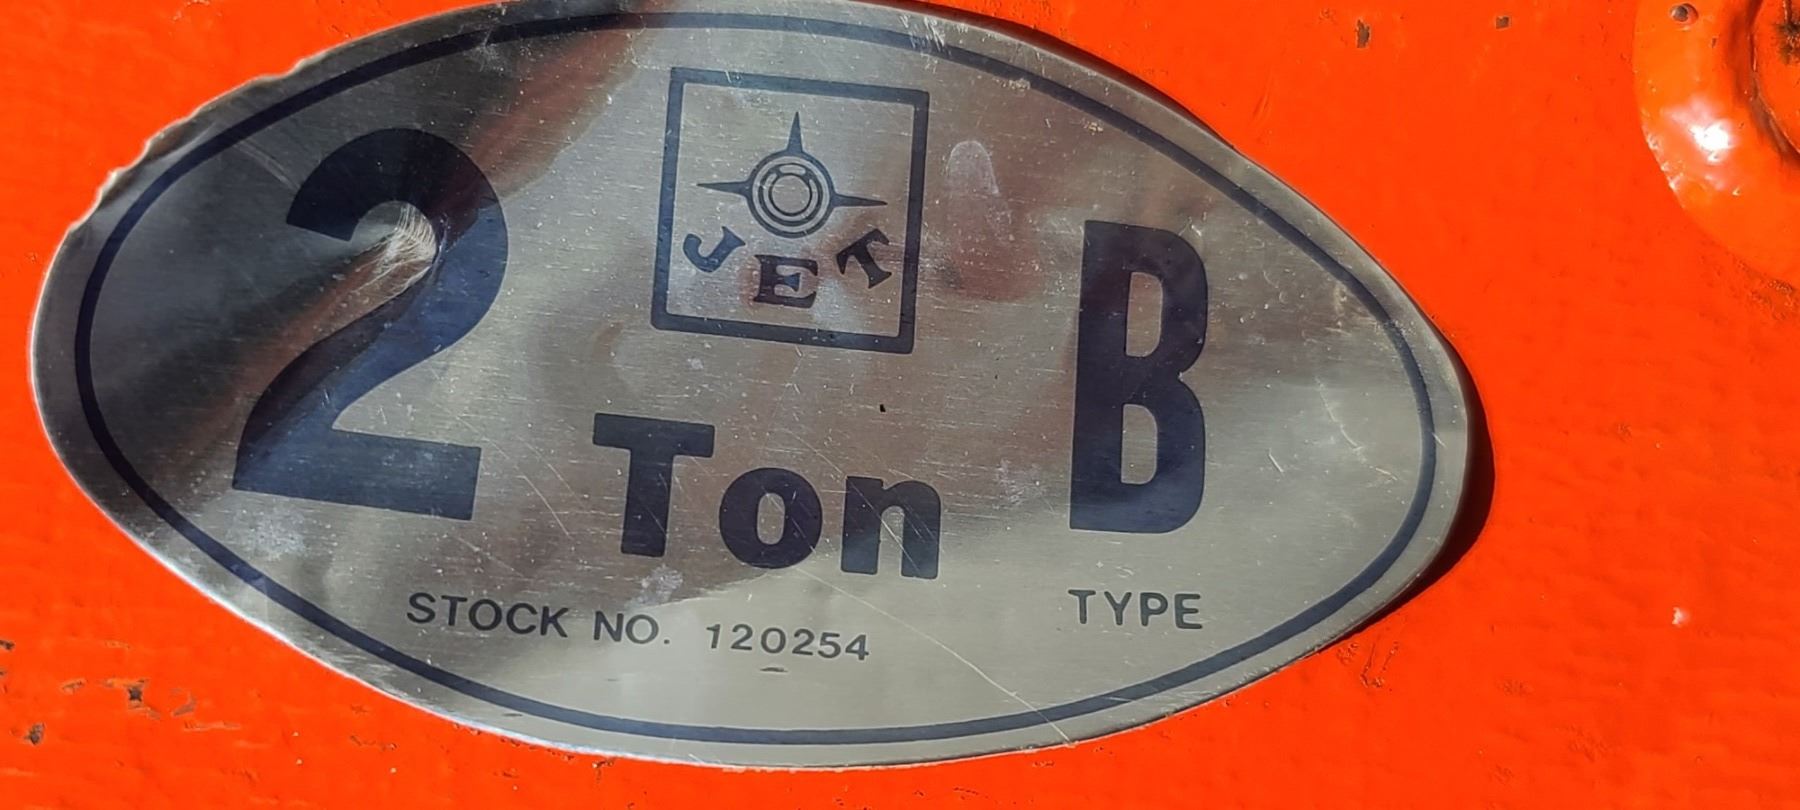 JET
2 Ton B
STOCK NO. 120254 TYPE